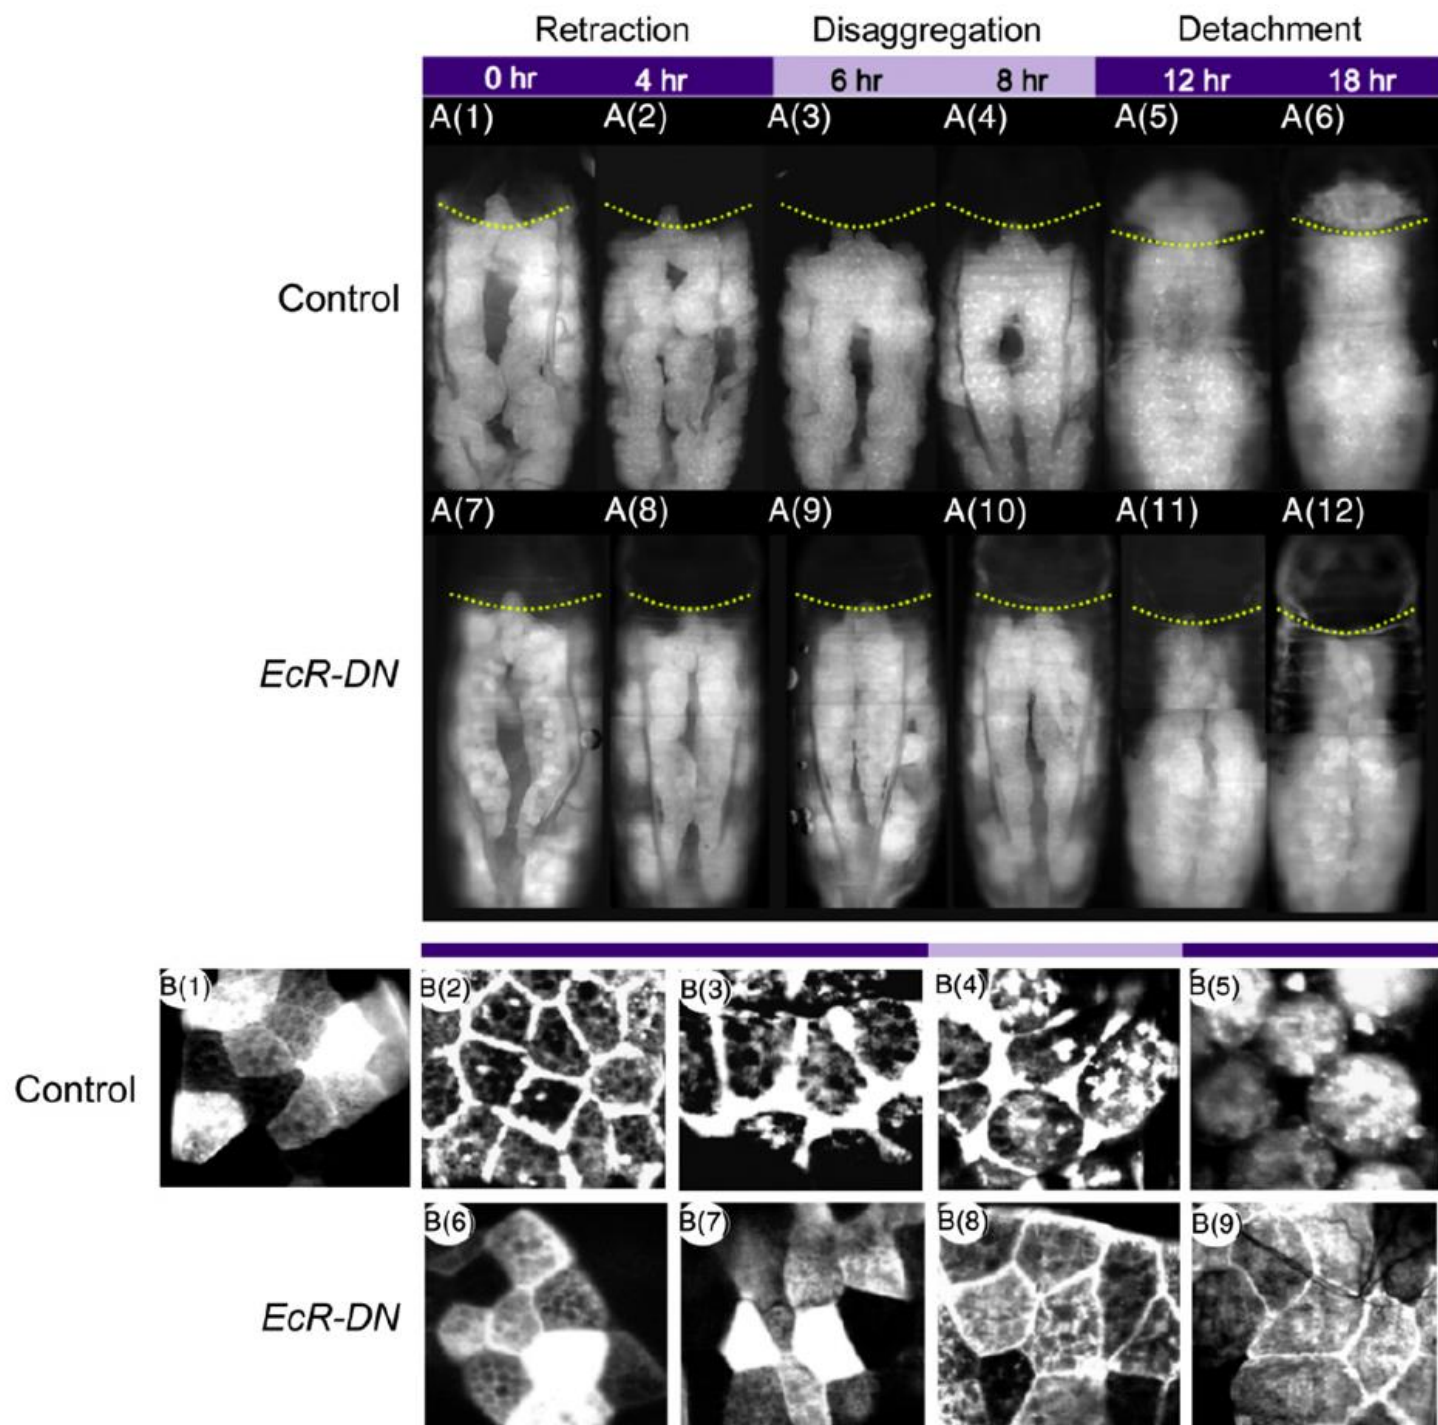 Retraction Disaggregation Detachment
0 hr 4 hr 6 hr 8 hr 12 hr 18 hr
A(1) A(2) A(3) A(4) A(5) A(6)
Control
A(7) A(8) A(9) A(10) A(11) A(12)
EcR-DN
B(1) B(2) B(3) B(4) B(5)
Control
B(6) B(7) B(8) B(9)
EcR-DN